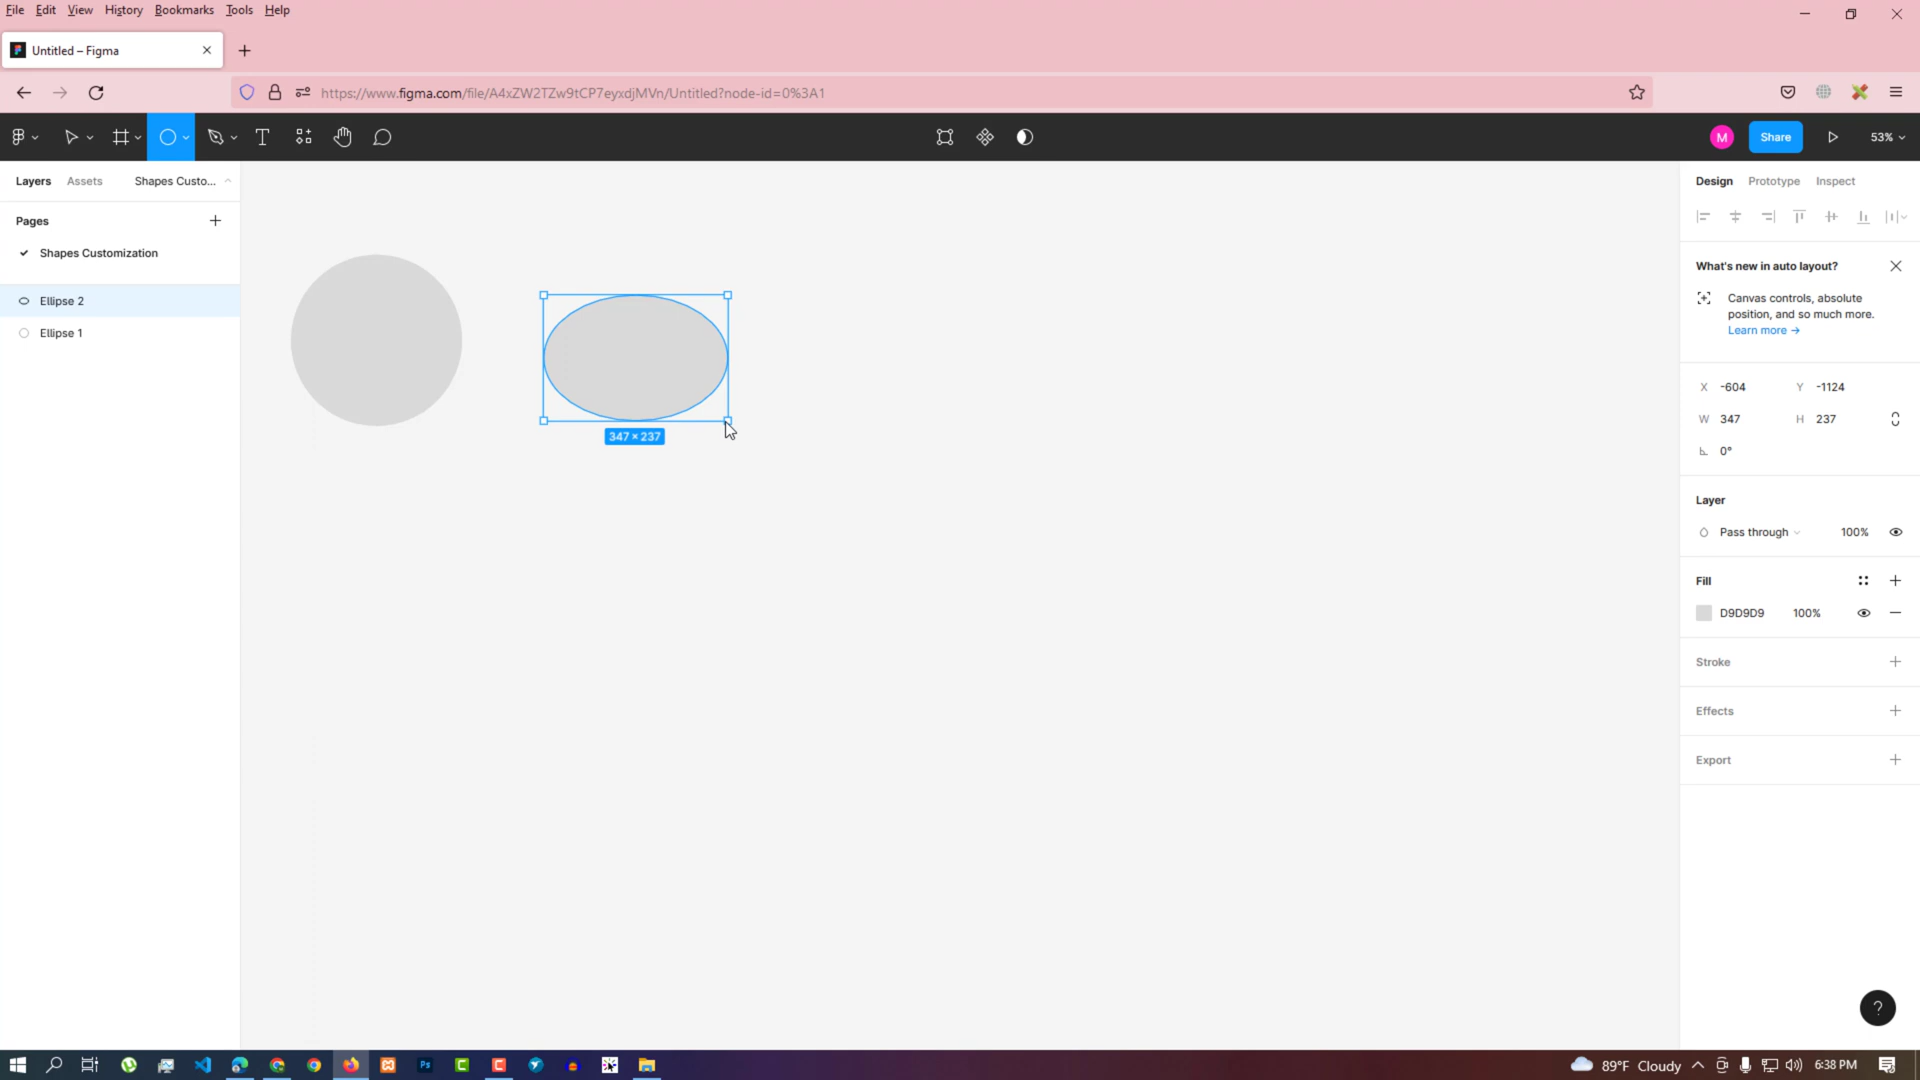 File Edit View History Bookmarks Tools Help
Untitled – Figma
https://www.figma.com/file/A4xZW2TZw9tCP7eyxdjMVn/Untitled?node-id=0%3A1
M
Share
53%
Layers Assets Shapes Custo...
Design Prototype Inspect
Pages
Shapes Customization
Ellipse 2
Ellipse 1
347 × 237
What's new in auto layout?
Canvas controls, absolute
position, and so much more.
Learn more →
X -604 Y -1124
W 347 H 237
0°
Layer
Pass through 100%
Fill
D9D9D9 100%
Stroke
Effects
Export
?
Ps
89°F Cloudy
6:38 PM